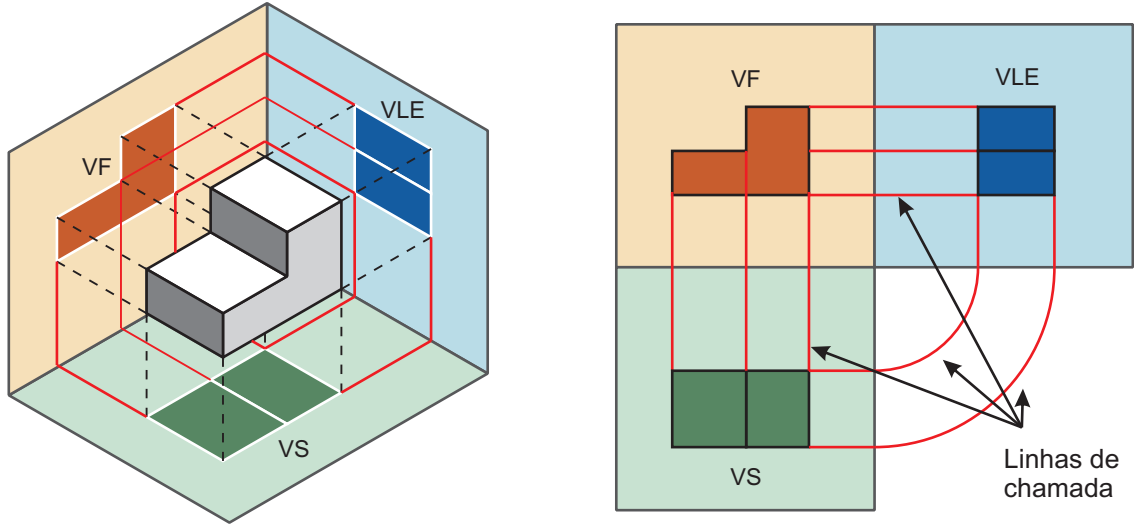 VLE
VF
VS
VF
VLE
VS
Linhas de
chamada